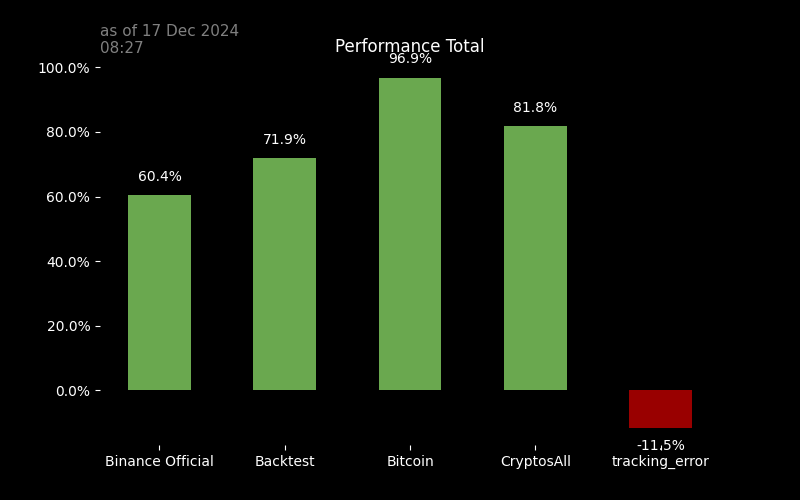 as of 17 Dec 2024
08:27
Performance Total
100.0%
80.0%
60.0%
40.0%
20.0%
0.0%
60.4%
71.9%
96.9%
81.8%
-11.5%
Binance Official
Backtest
Bitcoin
CryptosAll
tracking_error